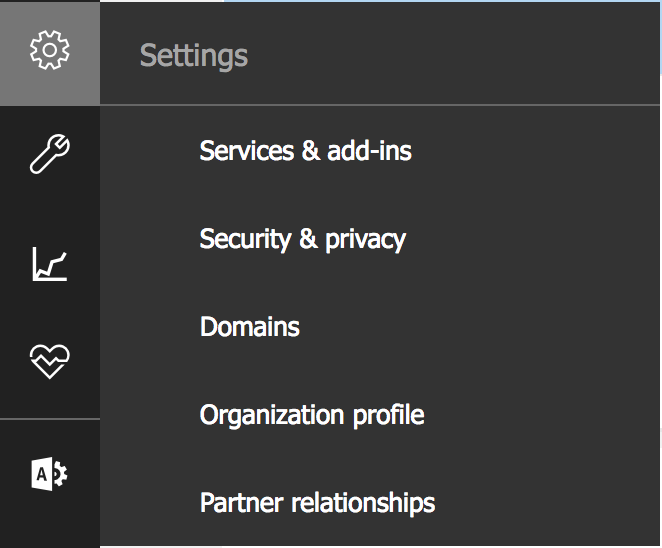 Settings
Services & add-ins
Security & privacy
Domains
Organization profile
A
Partner relationships